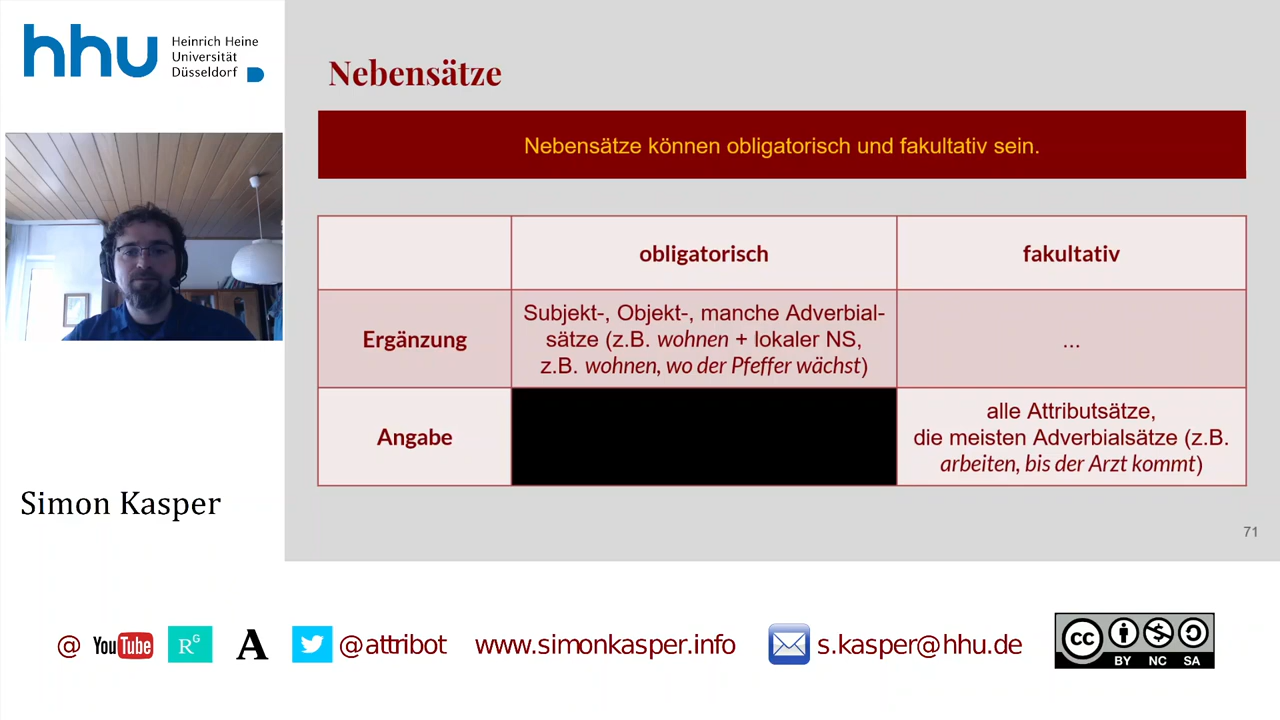 hhu Heinrich Heine
Universität
Düsseldorf
Nebensätze
Nebensätze können obligatorisch und fakultativ sein.
obligatorisch
fakultativ
Ergänzung
Subjekt-, Objekt-, manche Adverbial-
sätze (z.B. wohnen + lokaler NS,
z.B. wohnen, wo der Pfeffer wächst)
...
Angabe
alle Attributsätze,
die meisten Adverbialsätze (z.B.
arbeiten, bis der Arzt kommt)
Simon Kasper
71
@ YouTube RG A @attribot www.simonkasper.info s.kasper@hhu.de
cc BY NC SA